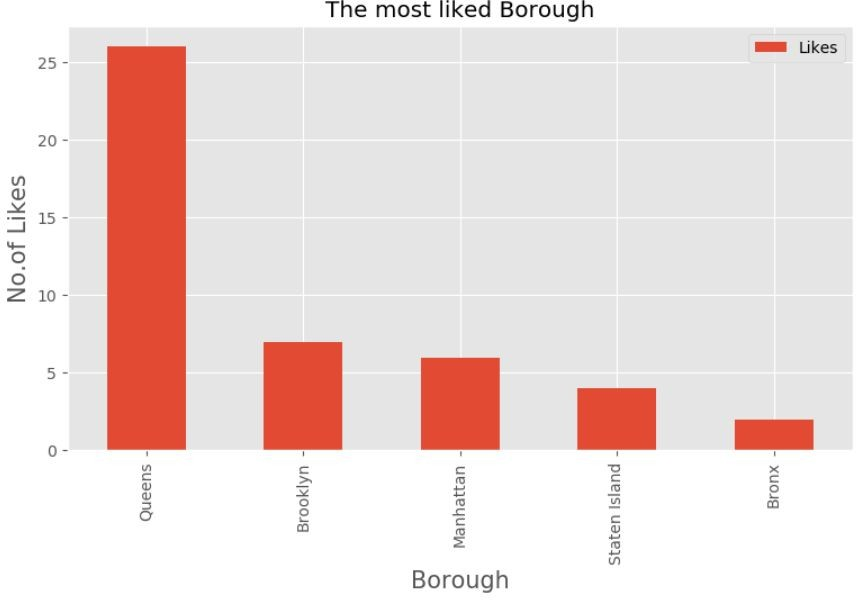 The most liked Borough
Likes
No.of Likes
25
20
15
10
5
0
Queens
Brooklyn
Manhattan
Staten Island
Bronx
Borough